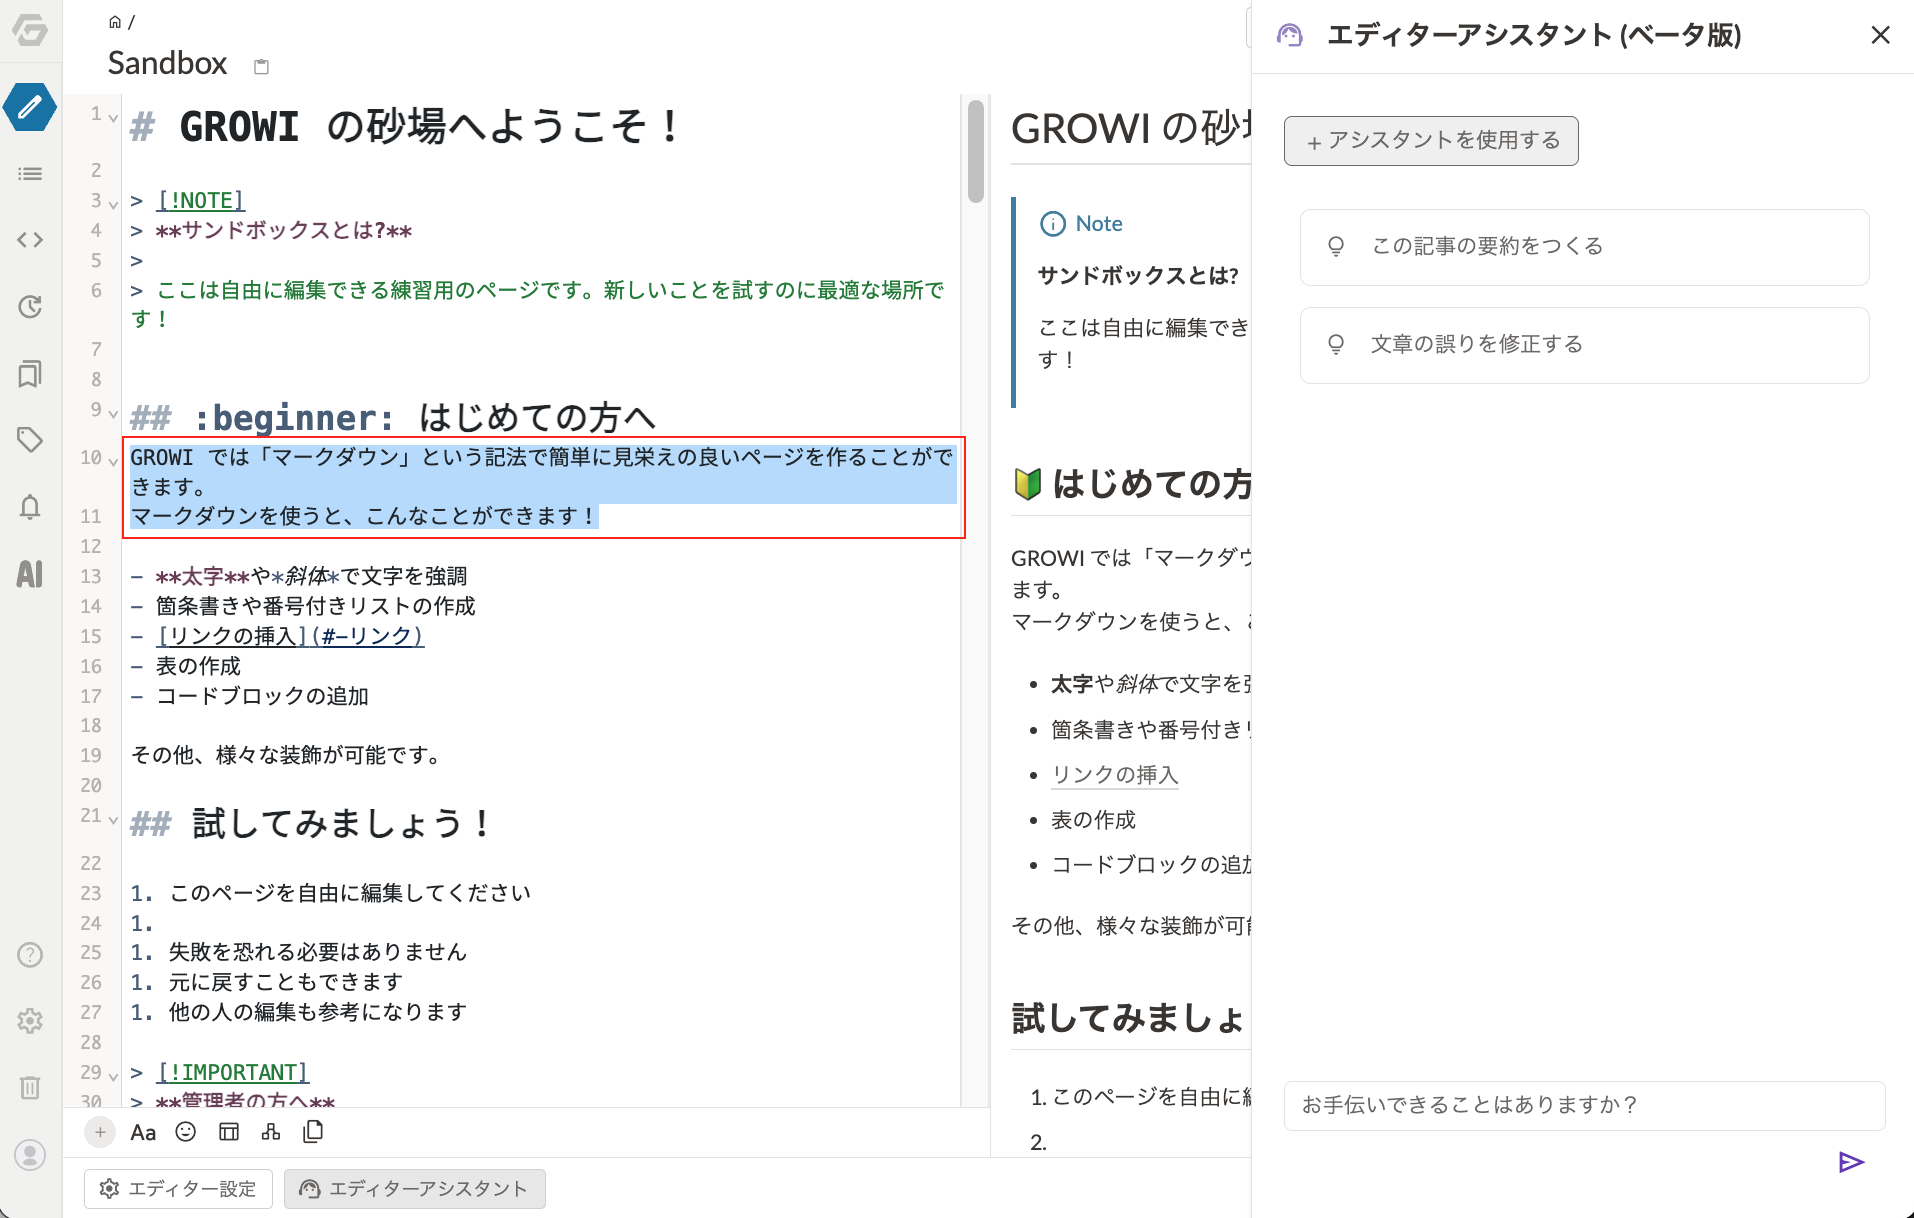 /
Sandbox
1 # GROWI の砂場へようこそ！
2
3 > [!NOTE]
4 > **サンドボックスとは?**
5 >
6 > ここは自由に編集できる練習用のページです。新しいことを試すのに最適な場所で
す！
7
8
9 ## :beginner: はじめての方へ
10 GROWI では「マークダウン」という記法で簡単に見栄えの良いページを作ることがで
きます。
11 マークダウンを使うと、こんなことができます！
12
13 - **太字**や*斜体*で文字を強調
14 - 箇条書きや番号付きリストの作成
15 - [リンクの挿入](#-リンク)
16 - 表の作成
17 - コードブロックの追加
18
19 その他、様々な装飾が可能です。
20
21 ## 試してみましょう！
22
23 1. このページを自由に編集してください
24 1.
25 1. 失敗を恐れる必要はありません
26 1. 元に戻すこともできます
27 1. 他の人の編集も参考になります
28
29 > [!IMPORTANT]
30 > **管理者の方へ**
AI
+ Aa
エディター設定
エディターアシスタント
GROWI の砂場
Note
サンドボックスとは?
ここは自由に編集でき
す！
はじめての方
GROWI では「マークダウ
ます。
マークダウンを使うと、こ
• 太字や斜体で文字を強
• 箇条書きや番号付きリ
• リンクの挿入
• 表の作成
• コードブロックの追加
その他、様々な装飾が可能
試してみましょ
1. このページを自由に編
2.
エディターアシスタント (ベータ版)
+ アシスタントを使用する
この記事の要約をつくる
文章の誤りを修正する
お手伝いできることはありますか？